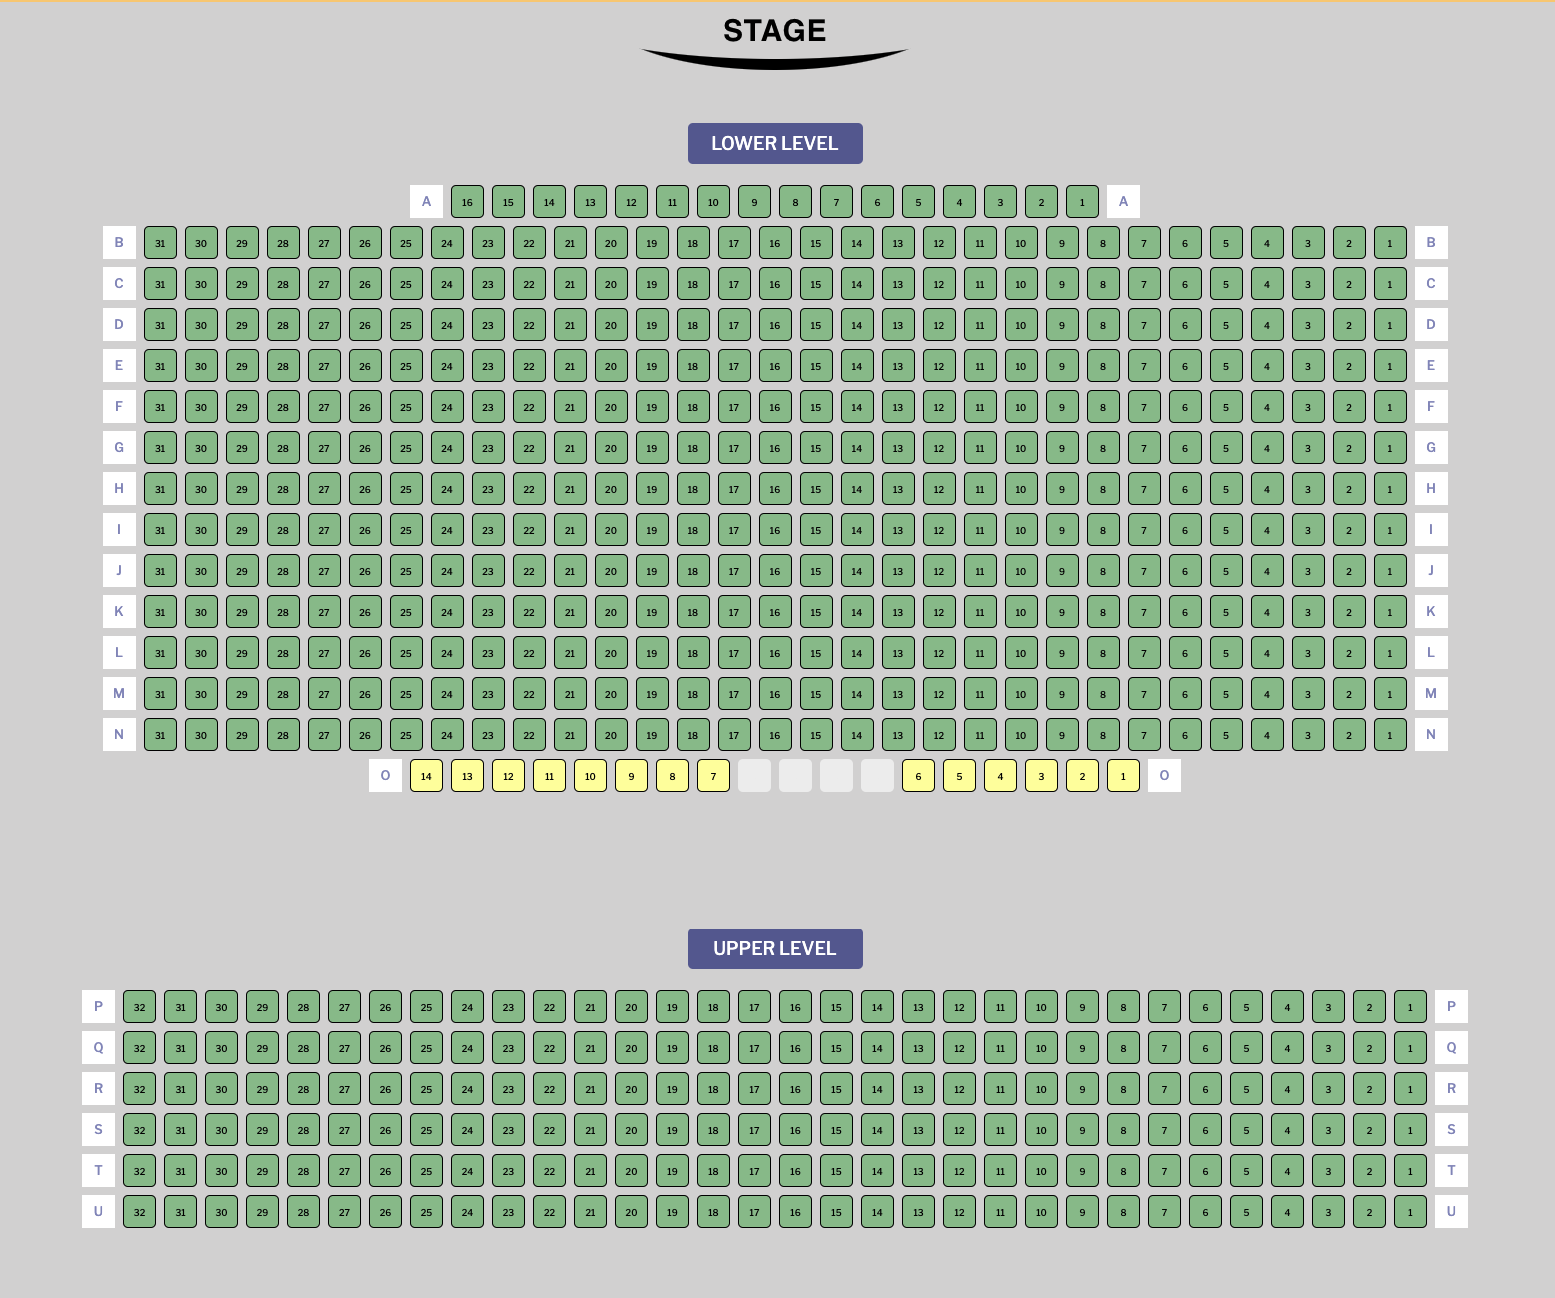 STAGE
LOWER LEVEL
A 16 15 14 13 12 11 10 9 8 7 6 5 4 3 2 1 A
B 31 30 29 28 27 26 25 24 23 22 21 20 19 18 17 16 15 14 13 12 11 10 9 8 7 6 5 4 3 2 1 B
C 31 30 29 28 27 26 25 24 23 22 21 20 19 18 17 16 15 14 13 12 11 10 9 8 7 6 5 4 3 2 1 C
D 31 30 29 28 27 26 25 24 23 22 21 20 19 18 17 16 15 14 13 12 11 10 9 8 7 6 5 4 3 2 1 D
E 31 30 29 28 27 26 25 24 23 22 21 20 19 18 17 16 15 14 13 12 11 10 9 8 7 6 5 4 3 2 1 E
F 31 30 29 28 27 26 25 24 23 22 21 20 19 18 17 16 15 14 13 12 11 10 9 8 7 6 5 4 3 2 1 F
G 31 30 29 28 27 26 25 24 23 22 21 20 19 18 17 16 15 14 13 12 11 10 9 8 7 6 5 4 3 2 1 G
H 31 30 29 28 27 26 25 24 23 22 21 20 19 18 17 16 15 14 13 12 11 10 9 8 7 6 5 4 3 2 1 H
I 31 30 29 28 27 26 25 24 23 22 21 20 19 18 17 16 15 14 13 12 11 10 9 8 7 6 5 4 3 2 1 I
J 31 30 29 28 27 26 25 24 23 22 21 20 19 18 17 16 15 14 13 12 11 10 9 8 7 6 5 4 3 2 1 J
K 31 30 29 28 27 26 25 24 23 22 21 20 19 18 17 16 15 14 13 12 11 10 9 8 7 6 5 4 3 2 1 K
L 31 30 29 28 27 26 25 24 23 22 21 20 19 18 17 16 15 14 13 12 11 10 9 8 7 6 5 4 3 2 1 L
M 31 30 29 28 27 26 25 24 23 22 21 20 19 18 17 16 15 14 13 12 11 10 9 8 7 6 5 4 3 2 1 M
N 31 30 29 28 27 26 25 24 23 22 21 20 19 18 17 16 15 14 13 12 11 10 9 8 7 6 5 4 3 2 1 N
O 14 13 12 11 10 9 8 7 6 5 4 3 2 1 O
UPPER LEVEL
P 32 31 30 29 28 27 26 25 24 23 22 21 20 19 18 17 16 15 14 13 12 11 10 9 8 7 6 5 4 3 2 1 P
Q 32 31 30 29 28 27 26 25 24 23 22 21 20 19 18 17 16 15 14 13 12 11 10 9 8 7 6 5 4 3 2 1 Q
R 32 31 30 29 28 27 26 25 24 23 22 21 20 19 18 17 16 15 14 13 12 11 10 9 8 7 6 5 4 3 2 1 R
S 32 31 30 29 28 27 26 25 24 23 22 21 20 19 18 17 16 15 14 13 12 11 10 9 8 7 6 5 4 3 2 1 S
T 32 31 30 29 28 27 26 25 24 23 22 21 20 19 18 17 16 15 14 13 12 11 10 9 8 7 6 5 4 3 2 1 T
U 32 31 30 29 28 27 26 25 24 23 22 21 20 19 18 17 16 15 14 13 12 11 10 9 8 7 6 5 4 3 2 1 U